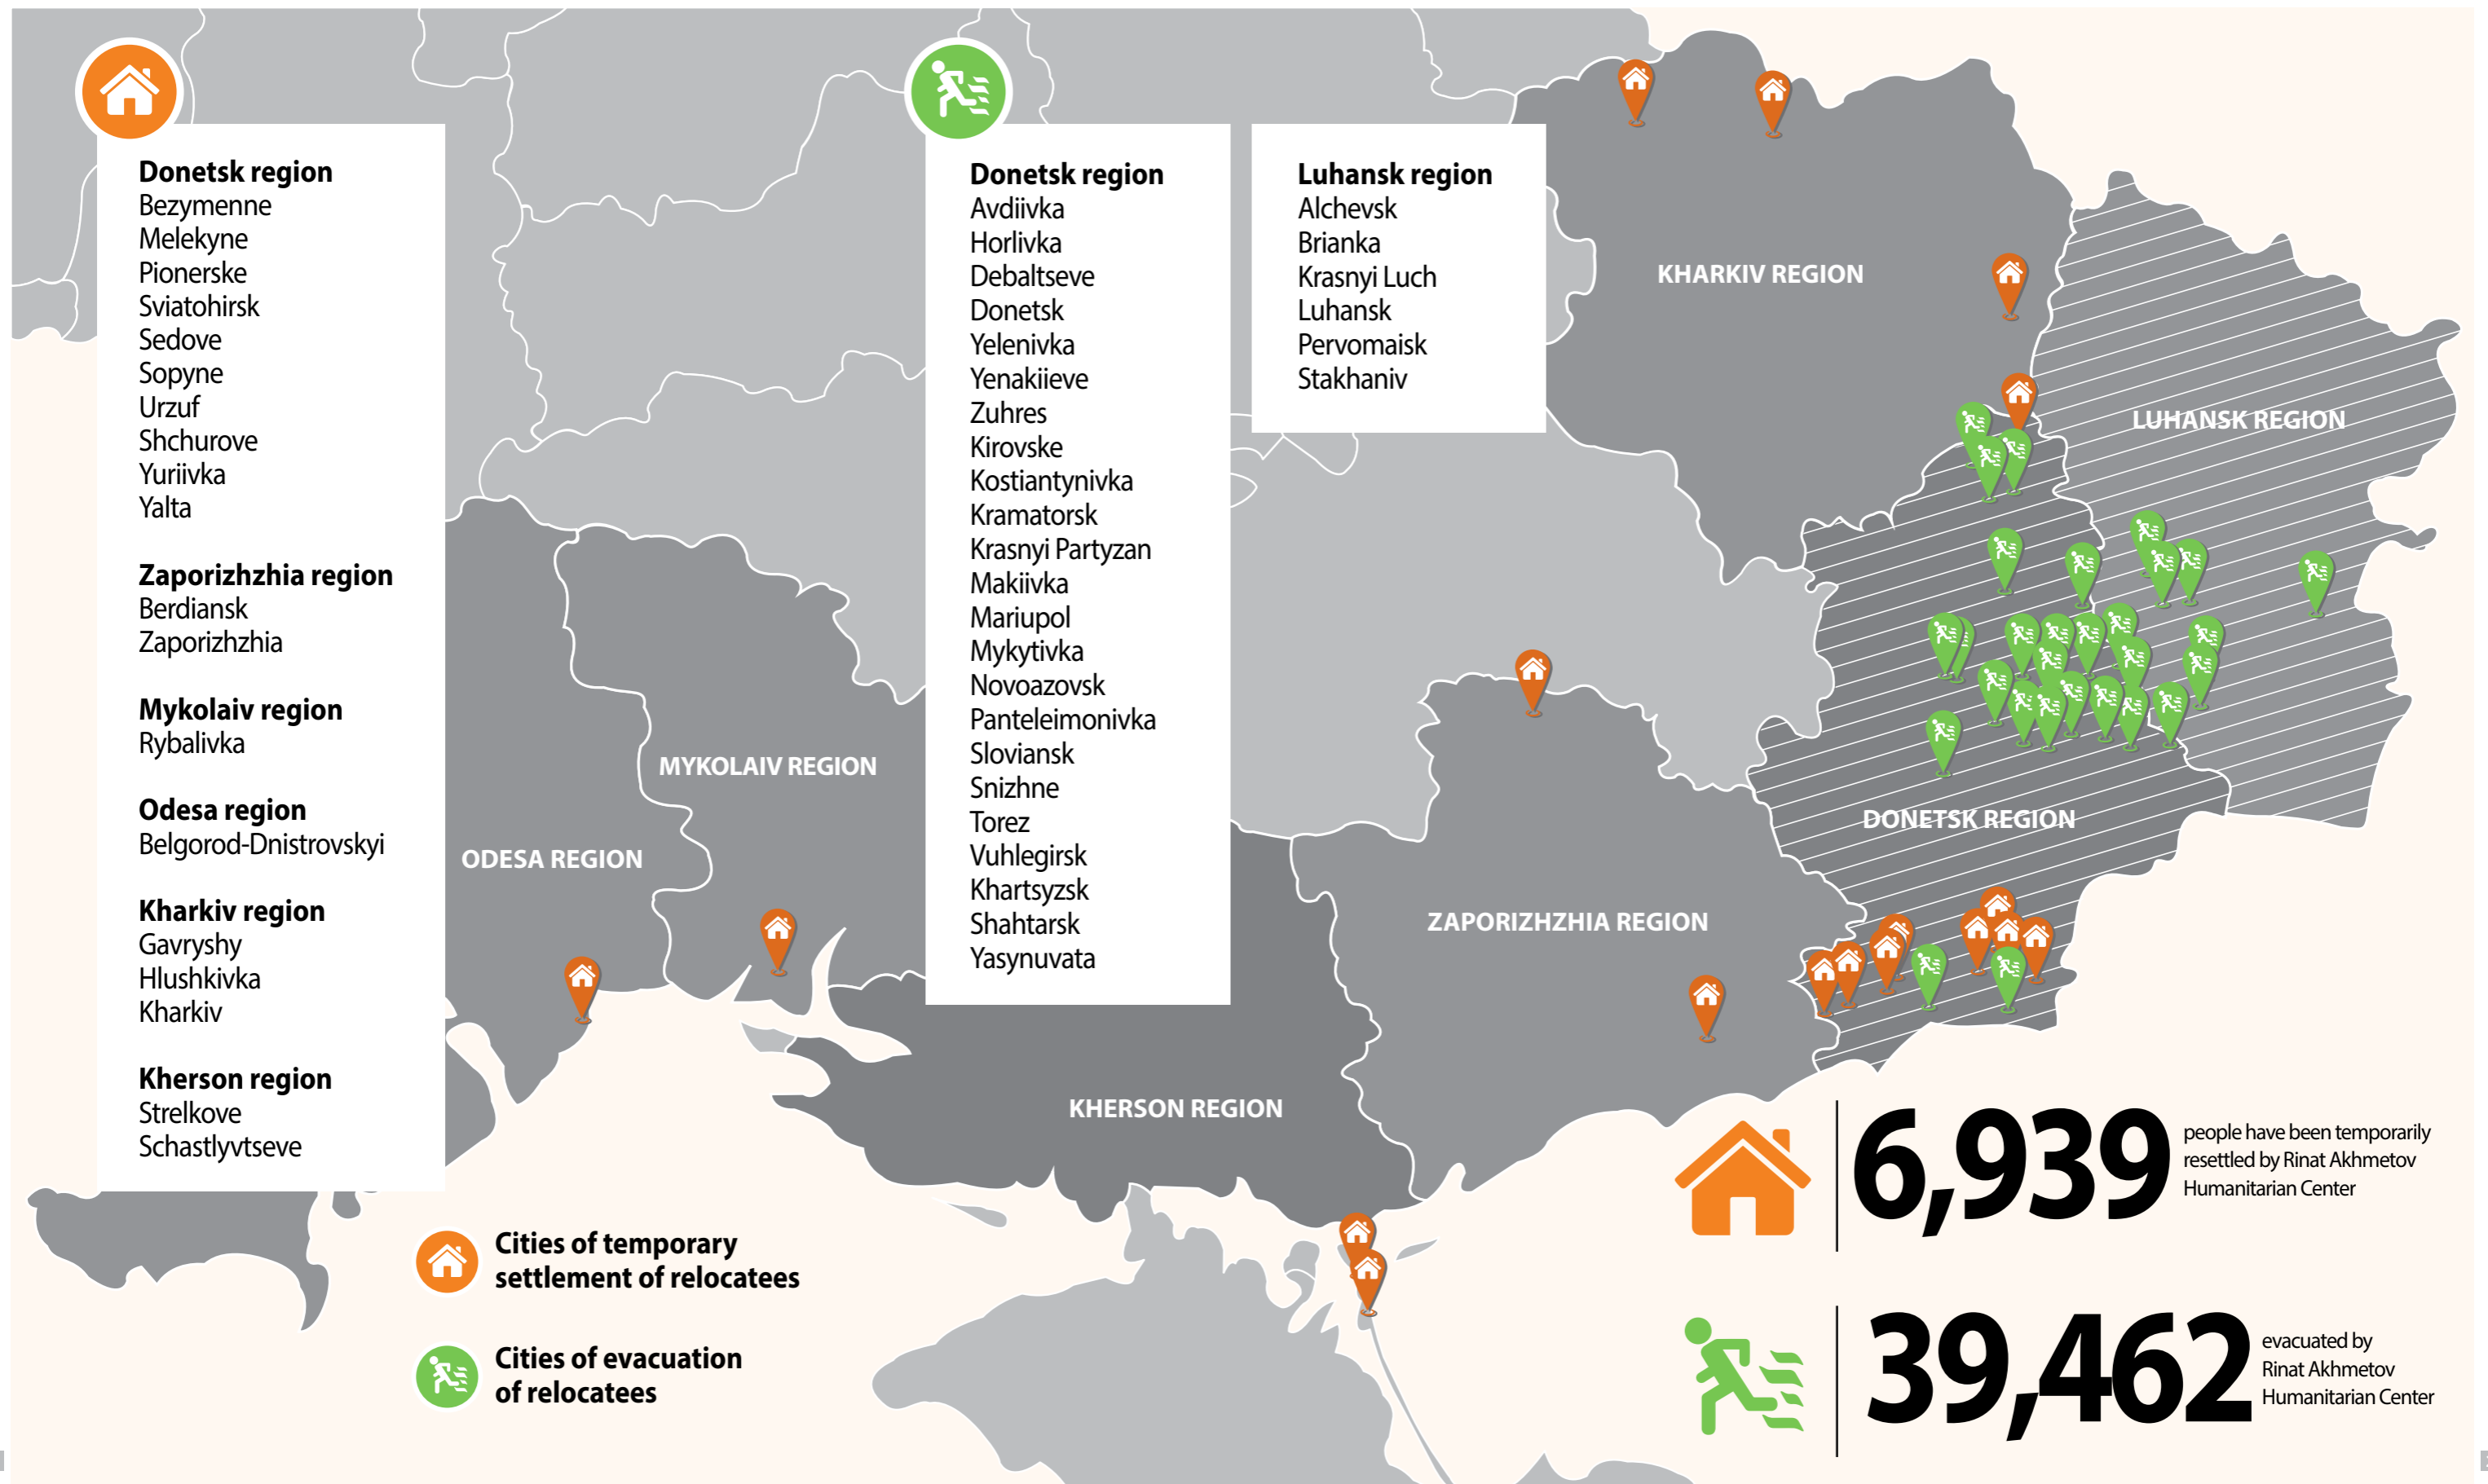 Donetsk region
Bezymenne
Melekyne
Pionerske
Sviatohirsk
Sedove
Sopyne
Urzuf
Shchurove
Yuriivka
Yalta
Zaporizhzhia region
Berdiansk
Zaporizhzhia
Mykolaiv region
Rybalivka
Odesa region
Belgorod-Dnistrovskyi
Kharkiv region
Gavryshy
Hlushkivka
Kharkiv
Kherson region
Strelkove
Schastlyvtseve
Donetsk region
Avdiivka
Horlivka
Debaltseve
Donetsk
Yelenivka
Yenakiieve
Zuhres
Kirovske
Kostiantynivka
Kramatorsk
Krasnyi Partyzan
Makiivka
Mariupol
Mykytivka
Novoazovsk
Panteleimonivka
Sloviansk
Snizhne
Torez
Vuhlegirsk
Khartsyzsk
Shahtarsk
Yasynuvata
Luhansk region
Alchevsk
Brianka
Krasnyi Luch
Luhansk
Pervomaisk
Stakhaniv
KHARKIV REGION
LUHANSK REGION
MYKOLAIV REGION
ODESA REGION
DONETSK REGION
ZAPORIZHZHIA REGION
KHERSON REGION
Cities of temporary
settlement of relocatees
Cities of evacuation
of relocatees
6,939
people have been temporarily
resettled by Rinat Akhmetov
Humanitarian Center
39,462
evacuated by
Rinat Akhmetov
Humanitarian Center